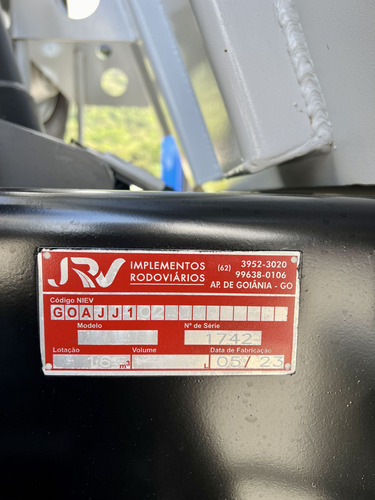 JRV IMPLEMENTOS RODOVIÁRIOS
(62) 3952-3020
99638-0106
AP. DE GOIÂNIA - GO
Código NIEV
GOAJJ102
Modelo
Nº de Série
1742
Lotação
Volume
Data de Fabricação
16 m³
05/23